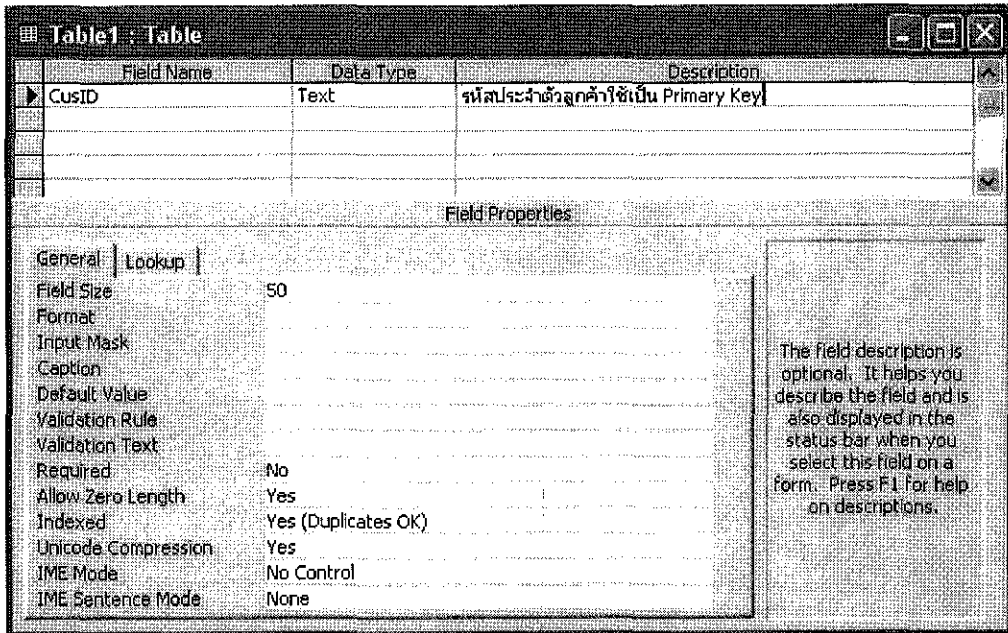 Table1 : Table
Field Name Data Type Description
CusID Text รหัสประจำตัวลูกค้าใช้เป็น Primary Key
Field Properties
General Lookup
Field Size 50
Format
Input Mask
Caption
Default Value
Validation Rule
Validation Text
Required No
Allow Zero Length Yes
Indexed Yes (Duplicates OK)
Unicode Compression Yes
IME Mode No Control
IME Sentence Mode None
The field description is
optional. It helps you
describe the field and is
also displayed in the
status bar when you
select this field on a
form. Press F1 for help
on descriptions.